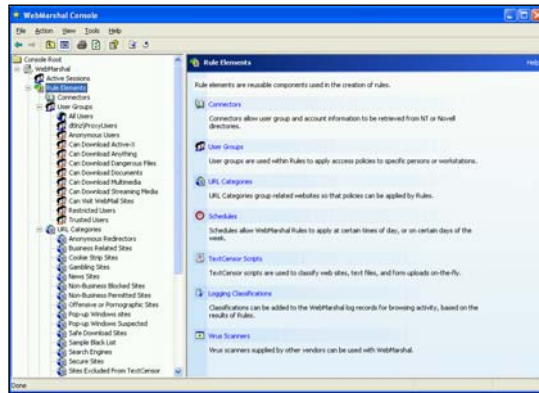 WebMarshal Console
File Action View Tools Help
Console Root
WebMarshal
Active Sessions
Rule Elements
Connectors
User Groups
All Users
dtlnz\ProxyUsers
Anonymous Users
Can Download Active-X
Can Download Anything
Can Download Dangerous Files
Can Download Documents
Can Download Multimedia
Can Download Streaming Media
Can Visit WebMail Sites
Restricted Users
Trusted Users
URL Categories
Anonymous Redirectors
Business Related Sites
Cookie Strip Sites
Gambling Sites
News Sites
Non-Business Blocked Sites
Non-Business Permitted Sites
Offensive or Pornographic Sites
Pop-up Windows sites
Pop-up Windows Suspected
Safe Download Sites
Sample Black List
Search Engines
Secure Sites
Sites Excluded From TextCensor
Rule Elements
Help
Rule elements are reusable components used in the creation of rules.
Connectors
Connectors allow user group and account information to be retrieved from NT or Novell
directories.
User Groups
User groups are used within Rules to apply acccess policies to specific persons or workstations.
URL Categories
URL Categories group related websites so that policies can be applied by Rules.
Schedules
Schedules allow WebMarshal Rules to apply at certain times of day, or on certain days of the
week.
TextCensor Scripts
TextCensor scripts are used to classify web sites, text files, and form uploads on-the-fly.
Logging Classifications
Classifications can be added to the WebMarshal log records for browsing activity, based on the
results of Rules.
Virus Scanners
Virus scanners supplied by other vendors can be used with WebMarshal.
Done